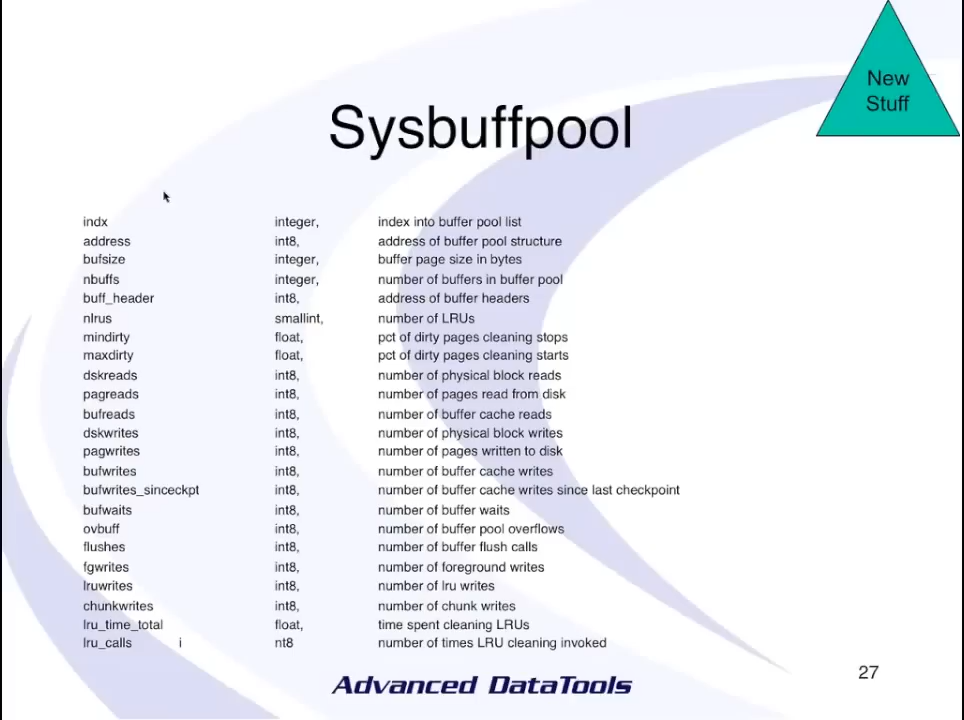 New
Stuff
Sysbuffpool
indx integer, index into buffer pool list
address int8, address of buffer pool structure
bufsize integer, buffer page size in bytes
nbuffs integer, number of buffers in buffer pool
buff_header int8, address of buffer headers
nlrus smallint, number of LRUs
mindirty float, pct of dirty pages cleaning stops
maxdirty float, pct of dirty pages cleaning starts
dskreads int8, number of physical block reads
pagreads int8, number of pages read from disk
bufreads int8, number of buffer cache reads
dskwrites int8, number of physical block writes
pagwrites int8, number of pages written to disk
bufwrites int8, number of buffer cache writes
bufwrites_sinceckpt int8, number of buffer cache writes since last checkpoint
bufwaits int8, number of buffer waits
ovbuff int8, number of buffer pool overflows
flushes int8, number of buffer flush calls
fgwrites int8, number of foreground writes
lruwrites int8, number of lru writes
chunkwrites int8, number of chunk writes
lru_time_total float, time spent cleaning LRUs
lru_calls i nt8 number of times LRU cleaning invoked
Advanced DataTools
27